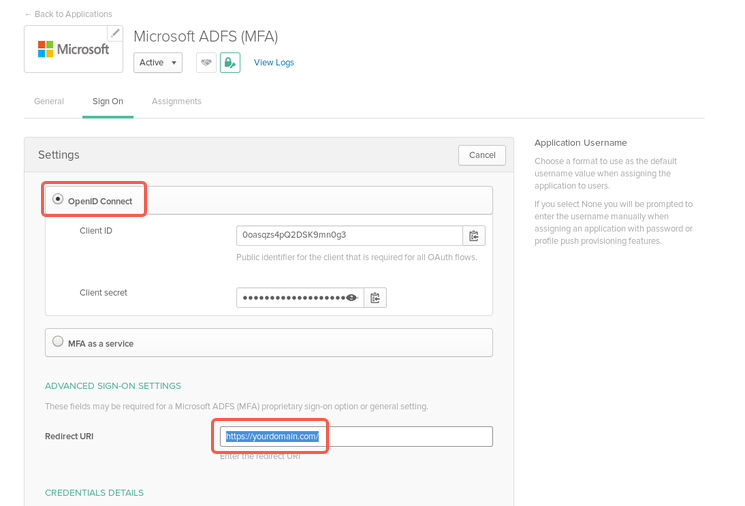 ← Back to Applications
Microsoft
Microsoft ADFS (MFA)
Active
View Logs
General
Sign On
Assignments
Settings
Cancel
OpenID Connect
Client ID
0oasqzs4pQ2DSK9mn0g3
Public identifier for the client that is required for all OAuth flows.
Client secret
MFA as a service
ADVANCED SIGN-ON SETTINGS
These fields may be required for a Microsoft ADFS (MFA) proprietary sign-on option or general setting.
Redirect URI
https://yourdomain.com/
Enter the redirect URI
CREDENTIALS DETAILS
Application Username
Choose a format to use as the default
username value when assigning the
application to users.
If you select None you will be prompted to
enter the username manually when
assigning an application with password or
profile push provisioning features.